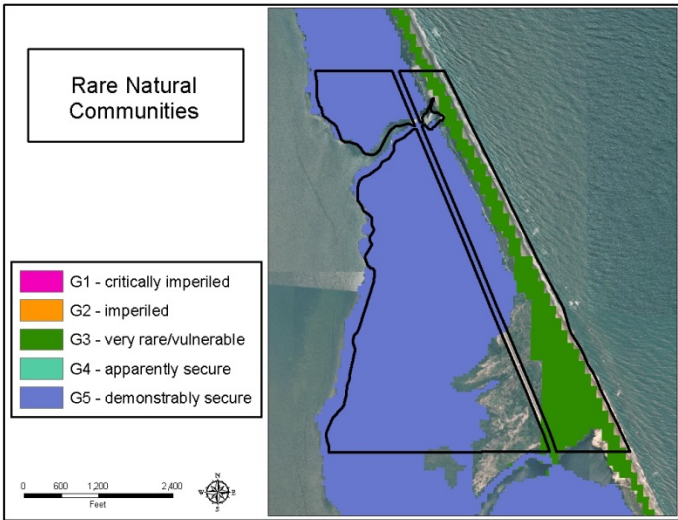 Rare Natural
Communities
G1 - critically imperiled
G2 - imperiled
G3 - very rare/vulnerable
G4 - apparently secure
G5 - demonstrably secure
0 600 1,200 2,400
Feet
N
W E
S